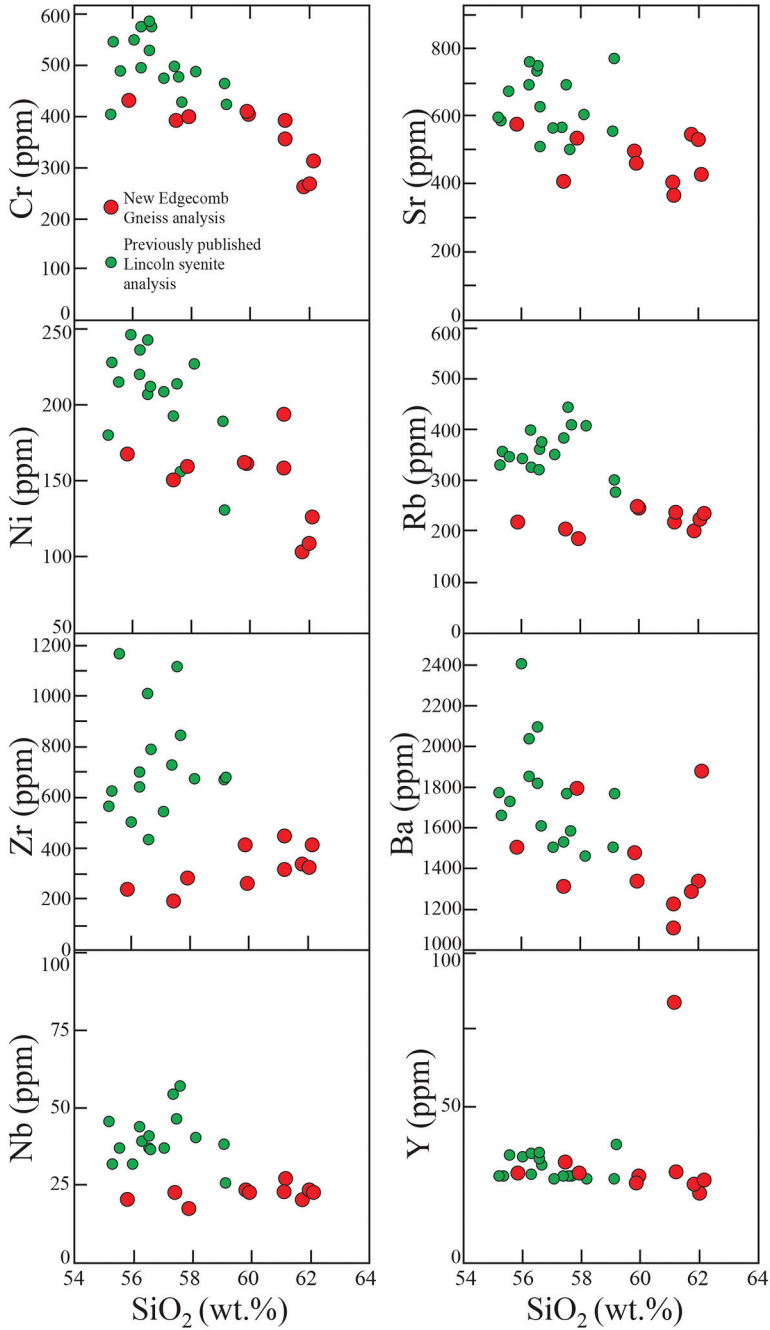 600
500
400
300
200
100
0
Cr (ppm)
New Edgecomb
Gneiss analysis
Previously published
Lincoln syenite
analysis
800
600
400
200
0
Sr (ppm)
250
200
150
100
50
Ni (ppm)
600
500
400
300
200
100
0
Rb (ppm)
1200
1000
800
600
400
200
0
Zr (ppm)
2400
2200
2000
1800
1600
1400
1200
1000
Ba (ppm)
100
75
50
25
0
Nb (ppm)
100
50
0
Y (ppm)
54 56 58 60 62 64
SiO2 (wt.%)
54 56 58 60 62 64
SiO2 (wt.%)